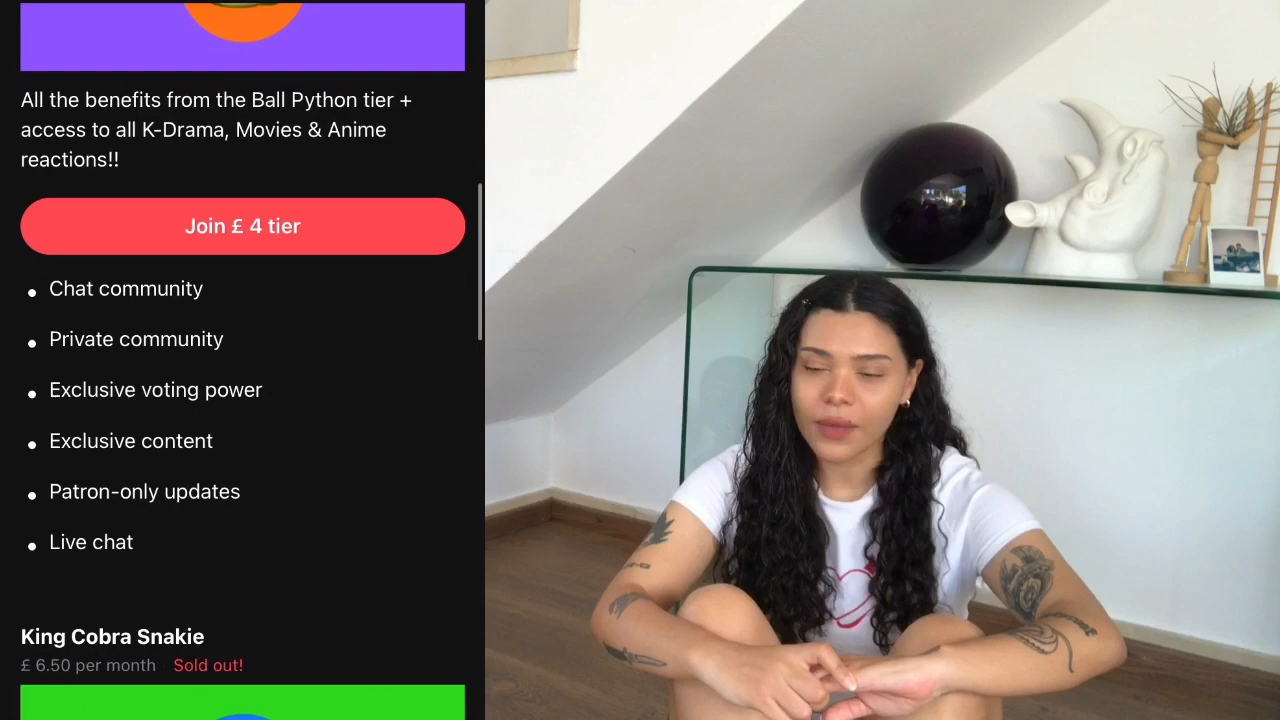 All the benefits from the Ball Python tier +
access to all K-Drama, Movies & Anime
reactions!!
Join £ 4 tier
Chat community
Private community
Exclusive voting power
Exclusive content
Patron-only updates
Live chat
King Cobra Snakie
£ 6.50 per month Sold out!